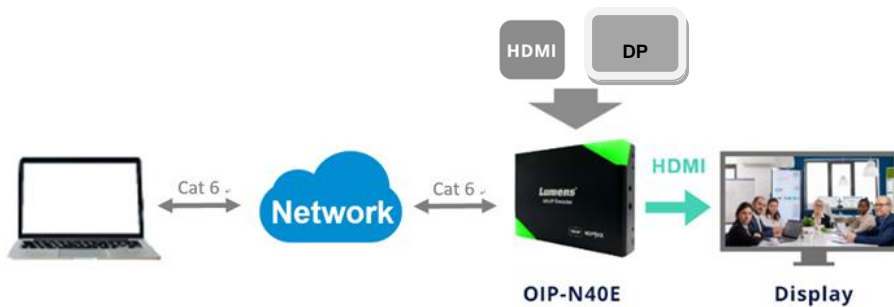 HDMI
DP
Cat 6
Network
Cat 6
Lumens
HDMI
OIP-N40E
Display